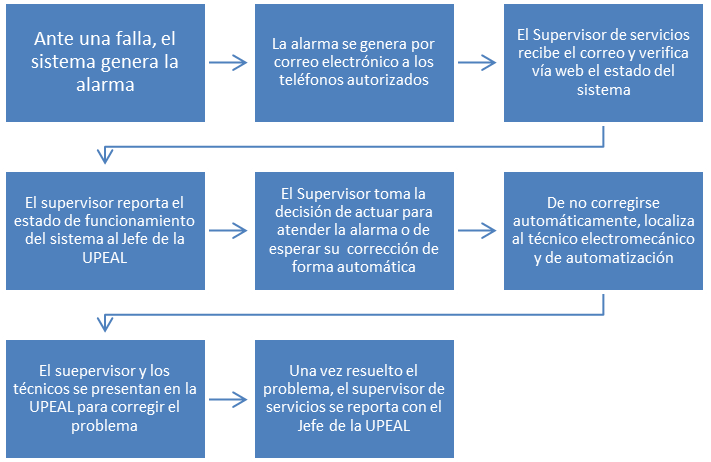 Ante una falla, el
sistema genera la
alarma
La alarma se genera por
correo electrónico a los
teléfonos autorizados
El Supervisor de servicios
recibe el correo y verifica
vía web el estado del
sistema
El supervisor reporta el
estado de funcionamiento
del sistema al Jefe de la
UPEAL
El Supervisor toma la
decisión de actuar para
atender la alarma o de
esperar su corrección de
forma automática
De no corregirse
automáticamente, localiza
al técnico electromecánico
y de automatización
El suepervisor y los
técnicos se presentan en la
UPEAL para corregir el
problema
Una vez resuelto el
problema, el supervisor de
servicios se reporta con el
Jefe de la UPEAL